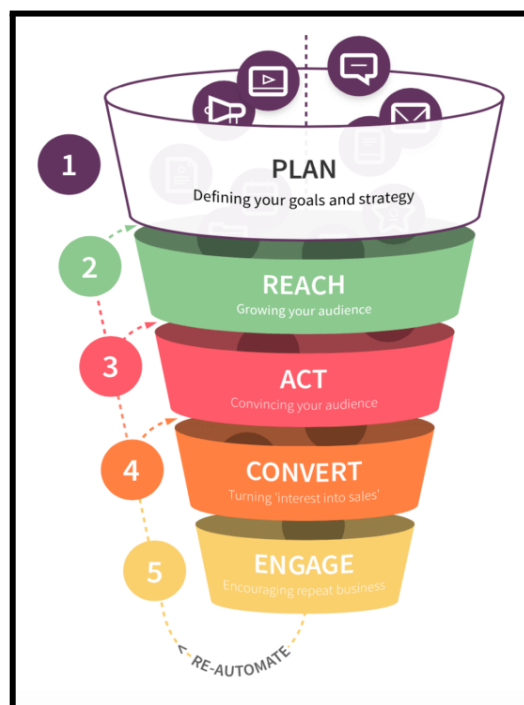 1
PLAN
Defining your goals and strategy
2
REACH
Growing your audience
3
ACT
Convincing your audience
4
CONVERT
Turning 'interest into sales'
5
ENGAGE
Encouraging repeat business
< RE-AUTOMATE